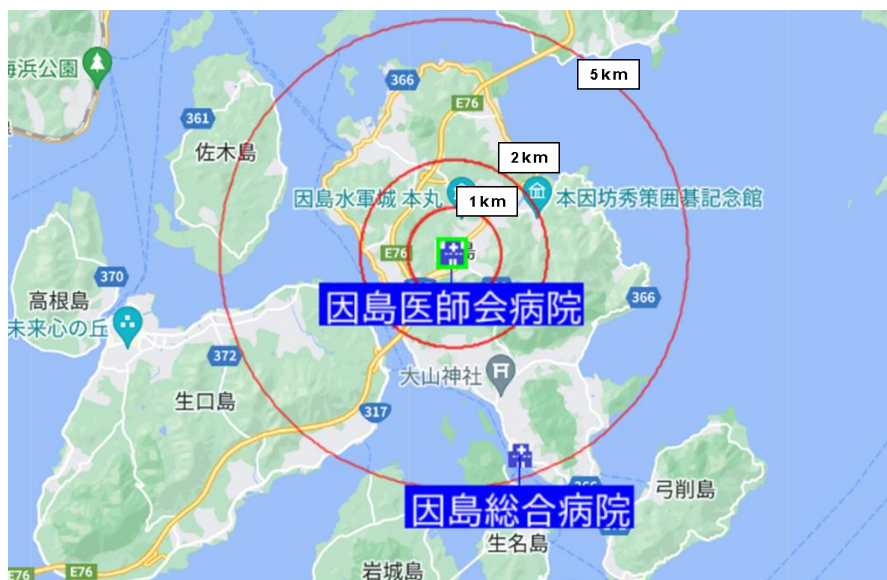 海浜公園
366
5km
E76
361
佐木島
2km
因島水軍城 本丸
本因坊秀策囲碁記念館
1km
E76
島
370
366
高根島
因島医師会病院
未来心の丘
372
大山神社
生口島
317
弓削島
因島総合病院
生名島
E76
E76
岩城島